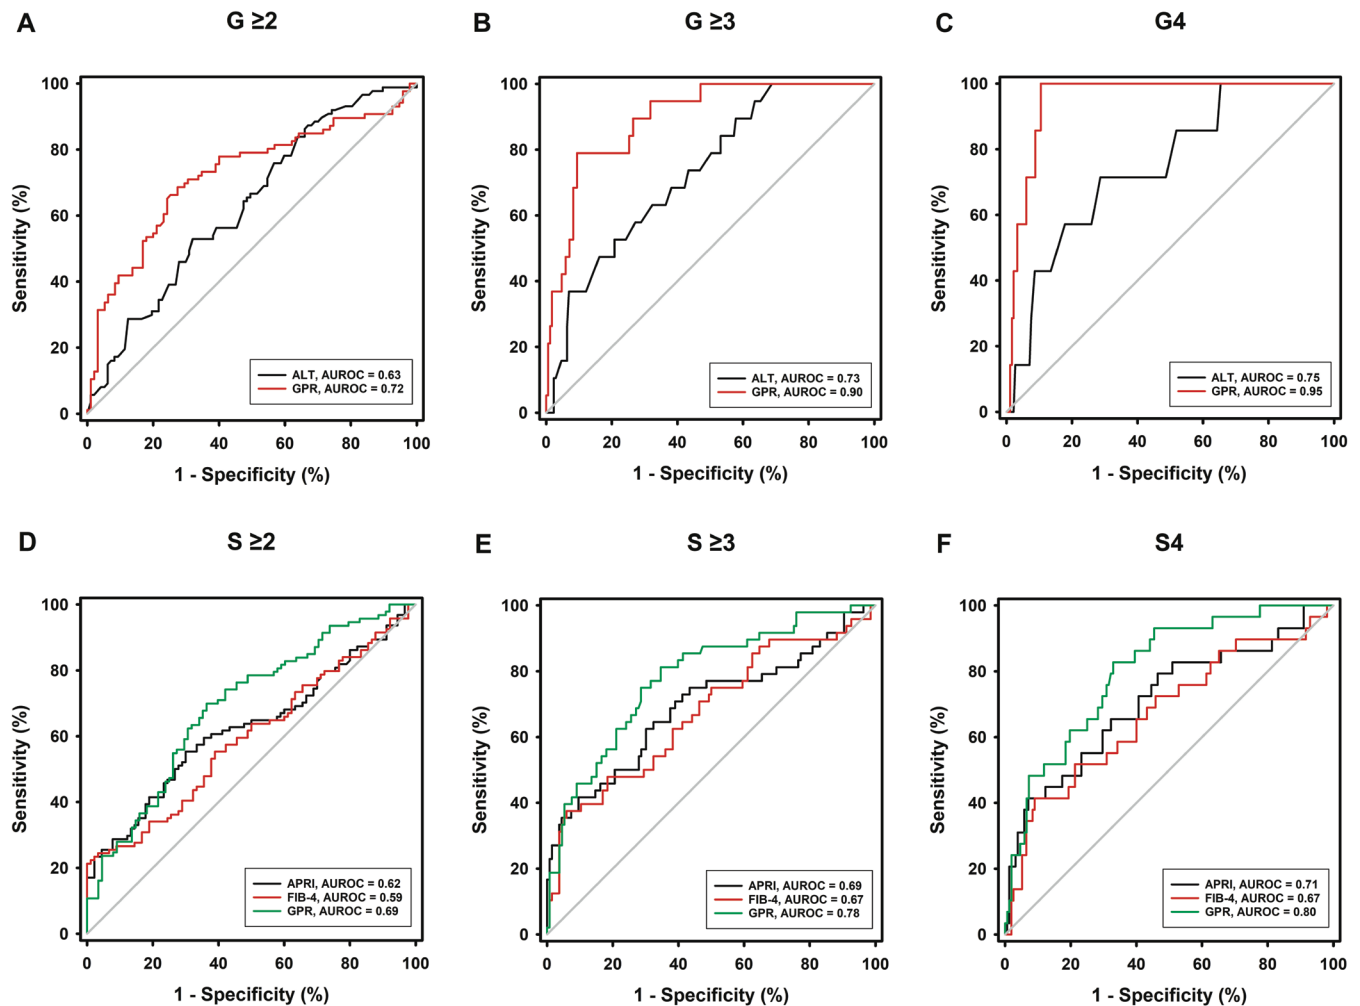 A
G ≥2
B
G ≥3
C
G4
100
80
60
40
20
0
Sensitivity (%)
ALT, AUROC = 0.63
GPR, AUROC = 0.72
0 20 40 60 80 100
1 - Specificity (%)
100
80
60
40
20
0
Sensitivity (%)
ALT, AUROC = 0.73
GPR, AUROC = 0.90
0 20 40 60 80 100
1 - Specificity (%)
100
80
60
40
20
0
Sensitivity (%)
ALT, AUROC = 0.75
GPR, AUROC = 0.95
0 20 40 60 80 100
1 - Specificity (%)
D
S ≥2
E
S ≥3
F
S4
100
80
60
40
20
0
Sensitivity (%)
APRI, AUROC = 0.62
FIB-4, AUROC = 0.59
GPR, AUROC = 0.69
0 20 40 60 80 100
1 - Specificity (%)
100
80
60
40
20
0
Sensitivity (%)
APRI, AUROC = 0.69
FIB-4, AUROC = 0.67
GPR, AUROC = 0.78
0 20 40 60 80 100
1 - Specificity (%)
100
80
60
40
20
0
Sensitivity (%)
APRI, AUROC = 0.71
FIB-4, AUROC = 0.67
GPR, AUROC = 0.80
0 20 40 60 80 100
1 - Specificity (%)